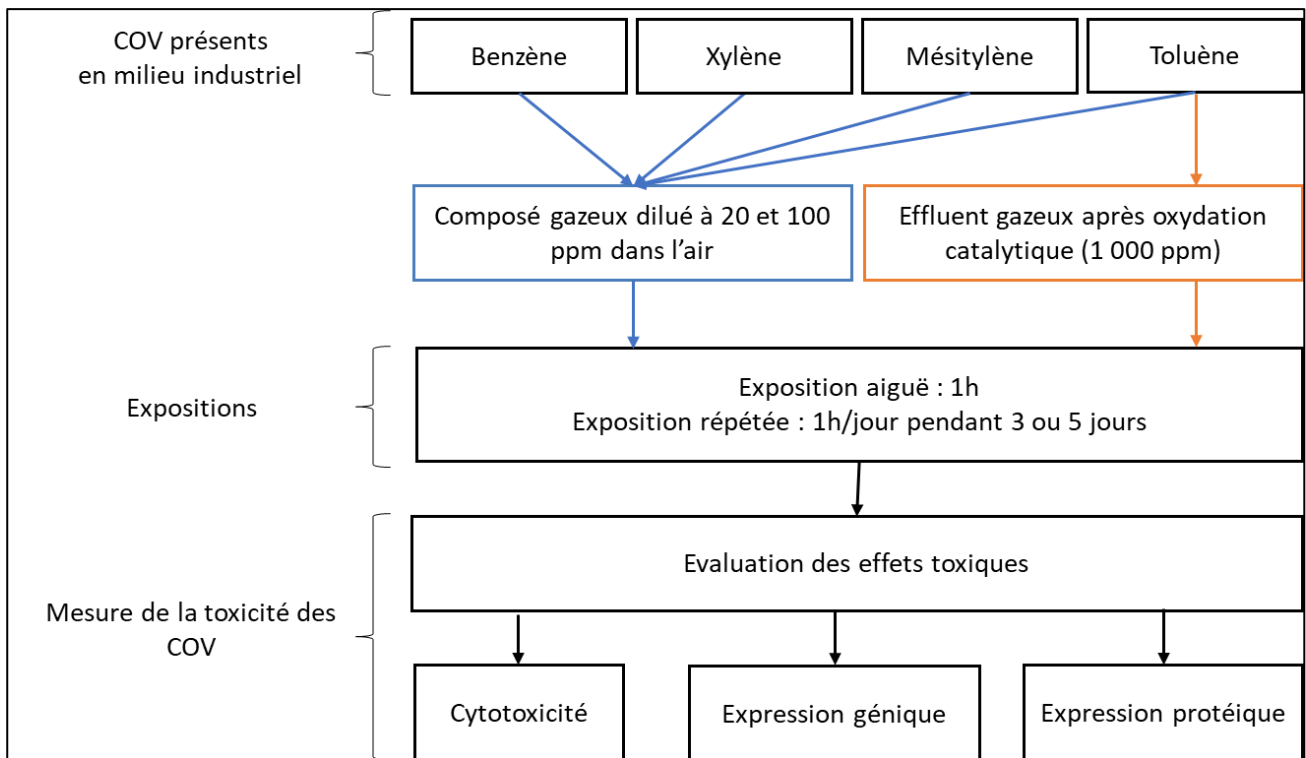 COV présents
en milieu industriel
Benzène
Xylène
Mésitylène
Toluène
Composé gazeux dilué à 20 et 100
ppm dans l'air
Effluent gazeux après oxydation
catalytique (1 000 ppm)
Expositions
Exposition aiguë : 1h
Exposition répétée : 1h/jour pendant 3 ou 5 jours
Mesure de la toxicité des
COV
Evaluation des effets toxiques
Cytotoxicité
Expression génique
Expression protéique